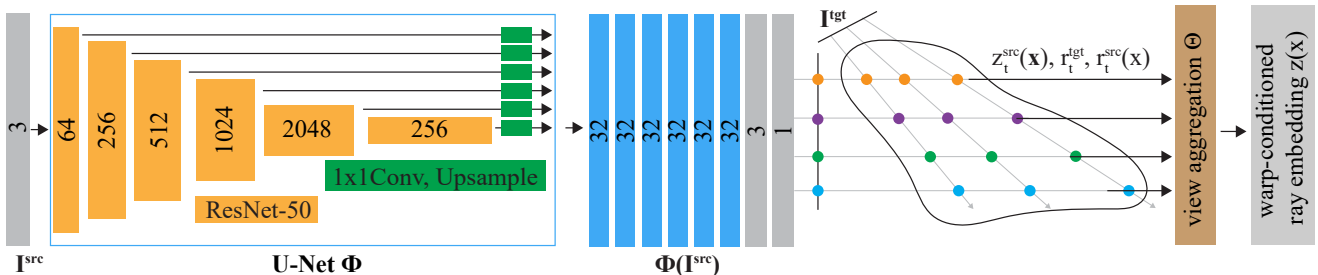 3
64
256
512
1024
2048
256
1x1Conv, Upsample
ResNet-50
I^src
U-Net Φ
32
32
32
32
32
32
3
1
Φ(I^src)
I^tgt
z_t^src(x), r_t^tgt, r_t^src(x)
view aggregation Θ
warp-conditioned
ray embedding z(x)